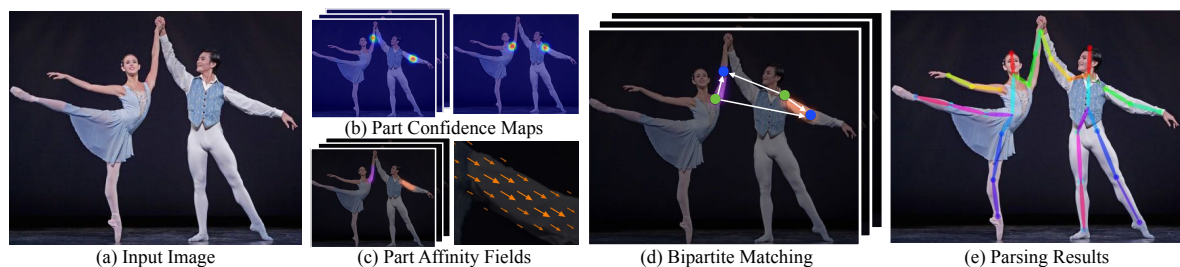 (b) Part Confidence Maps
(a) Input Image
(c) Part Affinity Fields
(d) Bipartite Matching
(e) Parsing Results